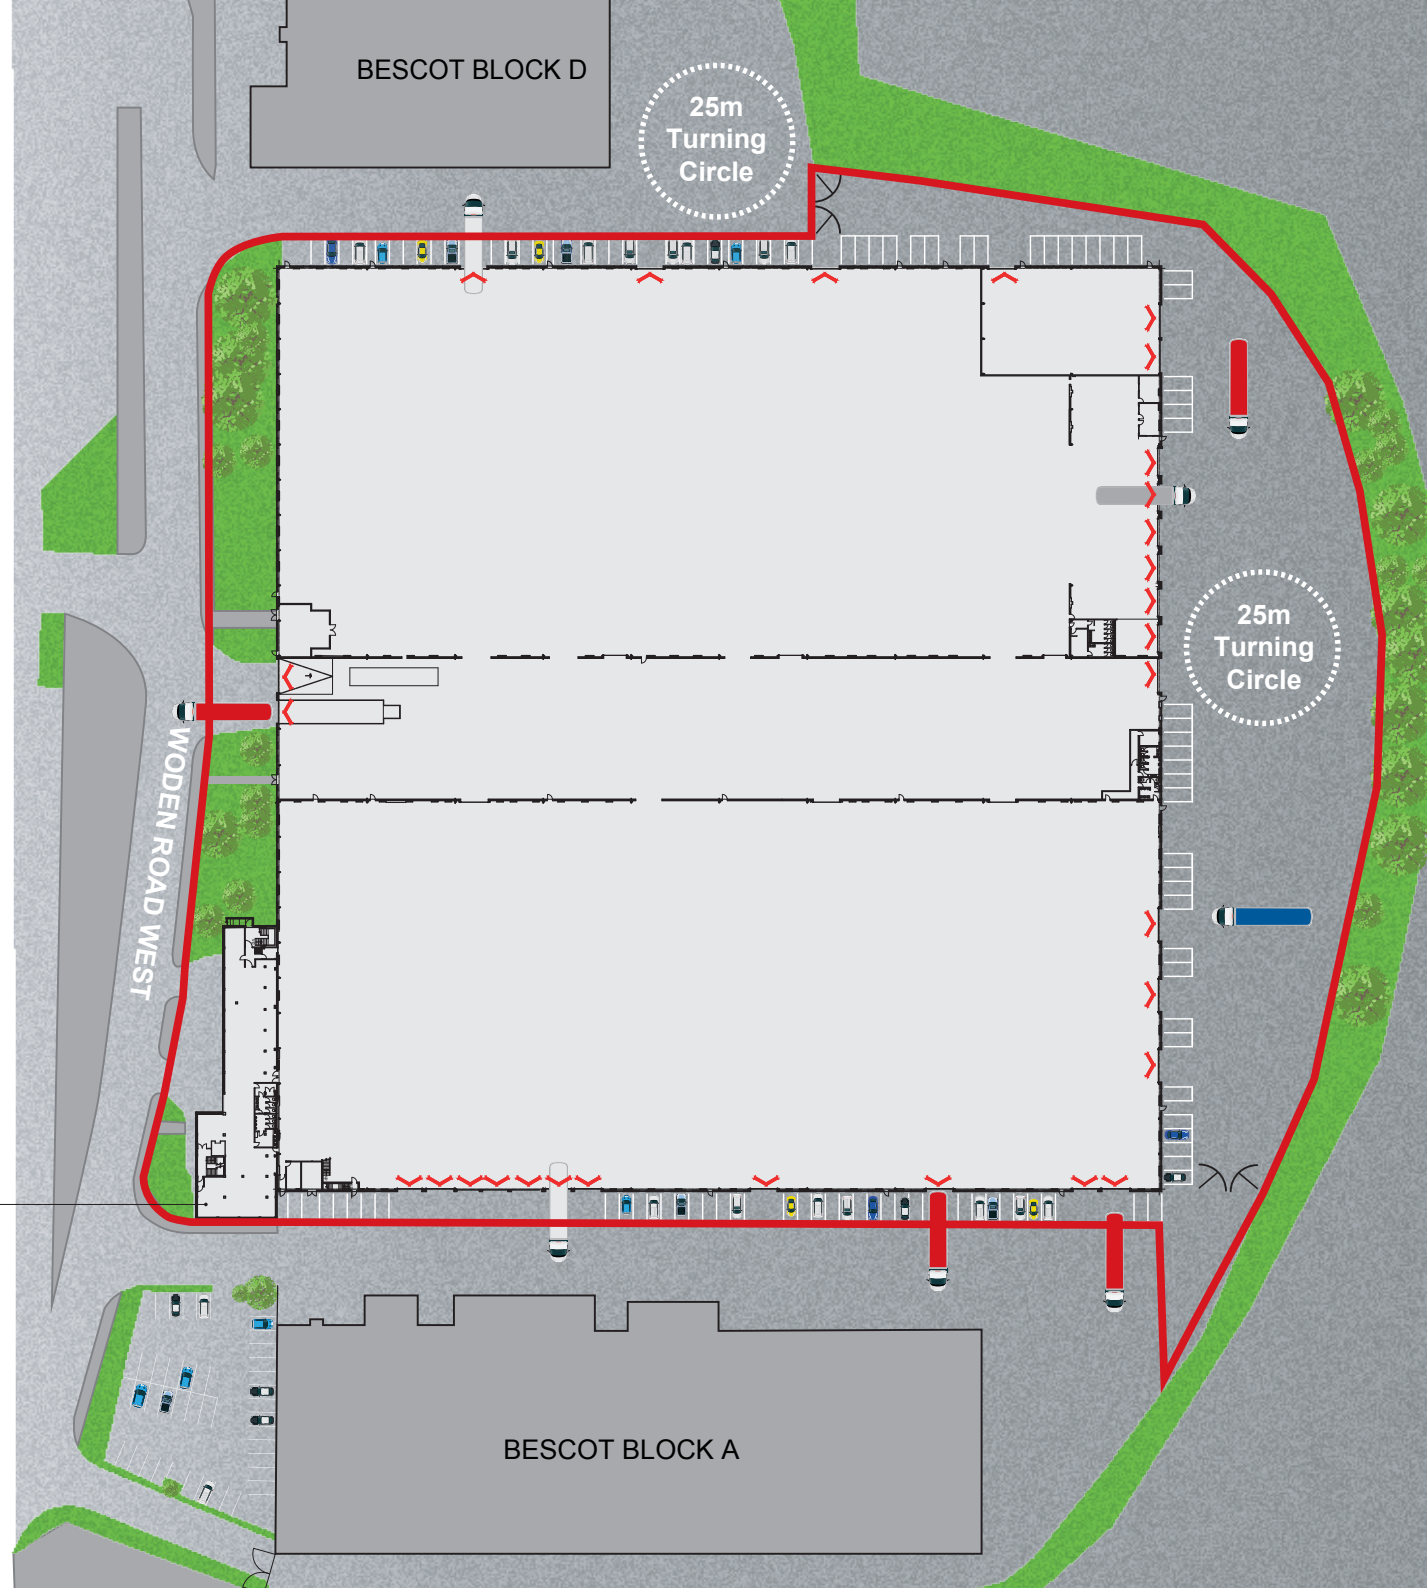 BESCOT BLOCK D
25m
Turning
Circle
25m
Turning
Circle
WODEN ROAD WEST
BESCOT BLOCK A